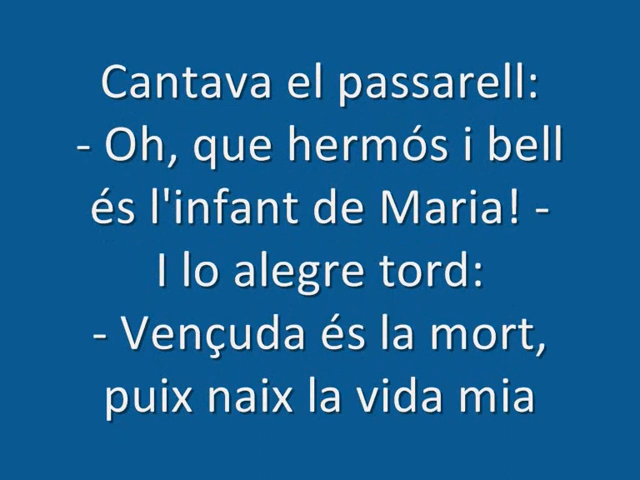 Cantava el passarell:
- Oh, que hermós i bell
és l'infant de Maria! -
I lo alegre tord:
- Vençuda és la mort,
puix naix la vida mia